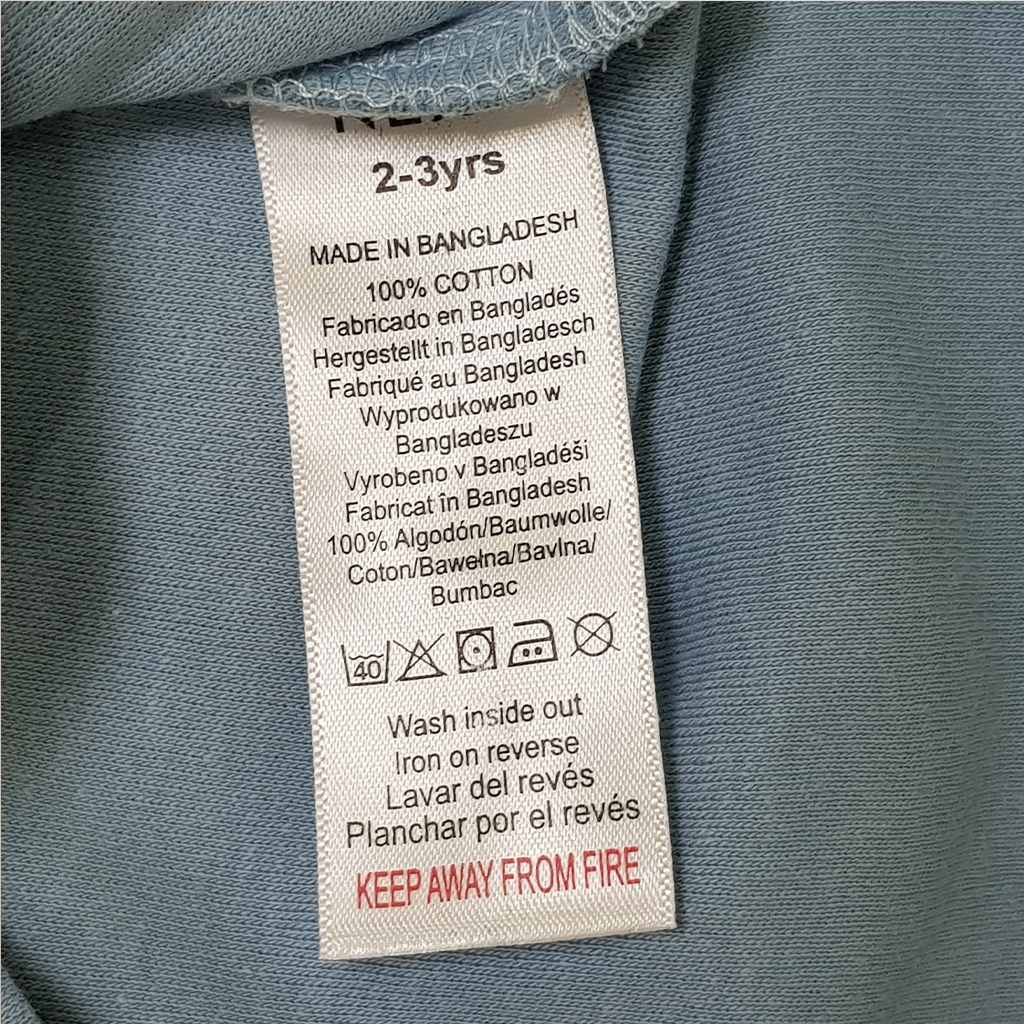 2-3yrs
MADE IN BANGLADESH
100% COTTON
Fabricado en Bangladés
Hergestellt in Bangladesch
Fabriqué au Bangladesh
Wyprodukowano w
Bangladeszu
Vyrobeno v Bangladéši
Fabricat în Bangladesh
100% Algodón/Baumwolle/
Coton/Bawełna/Bavlna/
Bumbac
40
Wash inside out
Iron on reverse
Lavar del revés
Planchar por el revés
KEEP AWAY FROM FIRE